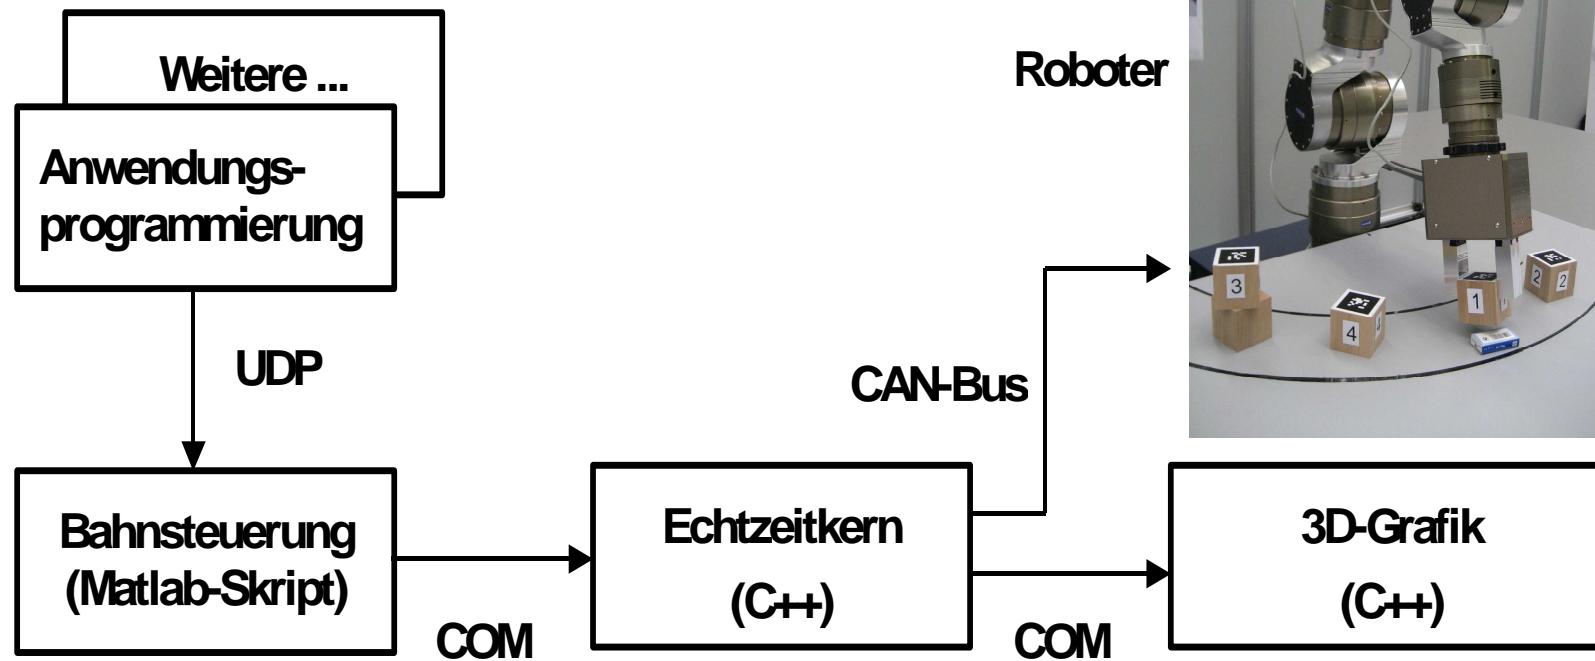 Weitere ...
Anwendungs-
programmierung
UDP
Bahnsteuerung
(Matlab-Skript)
COM
Echtzeitkern
(C++)
CAN-Bus
COM
Roboter
3
4
1
2
2
3D-Grafik
(C++)